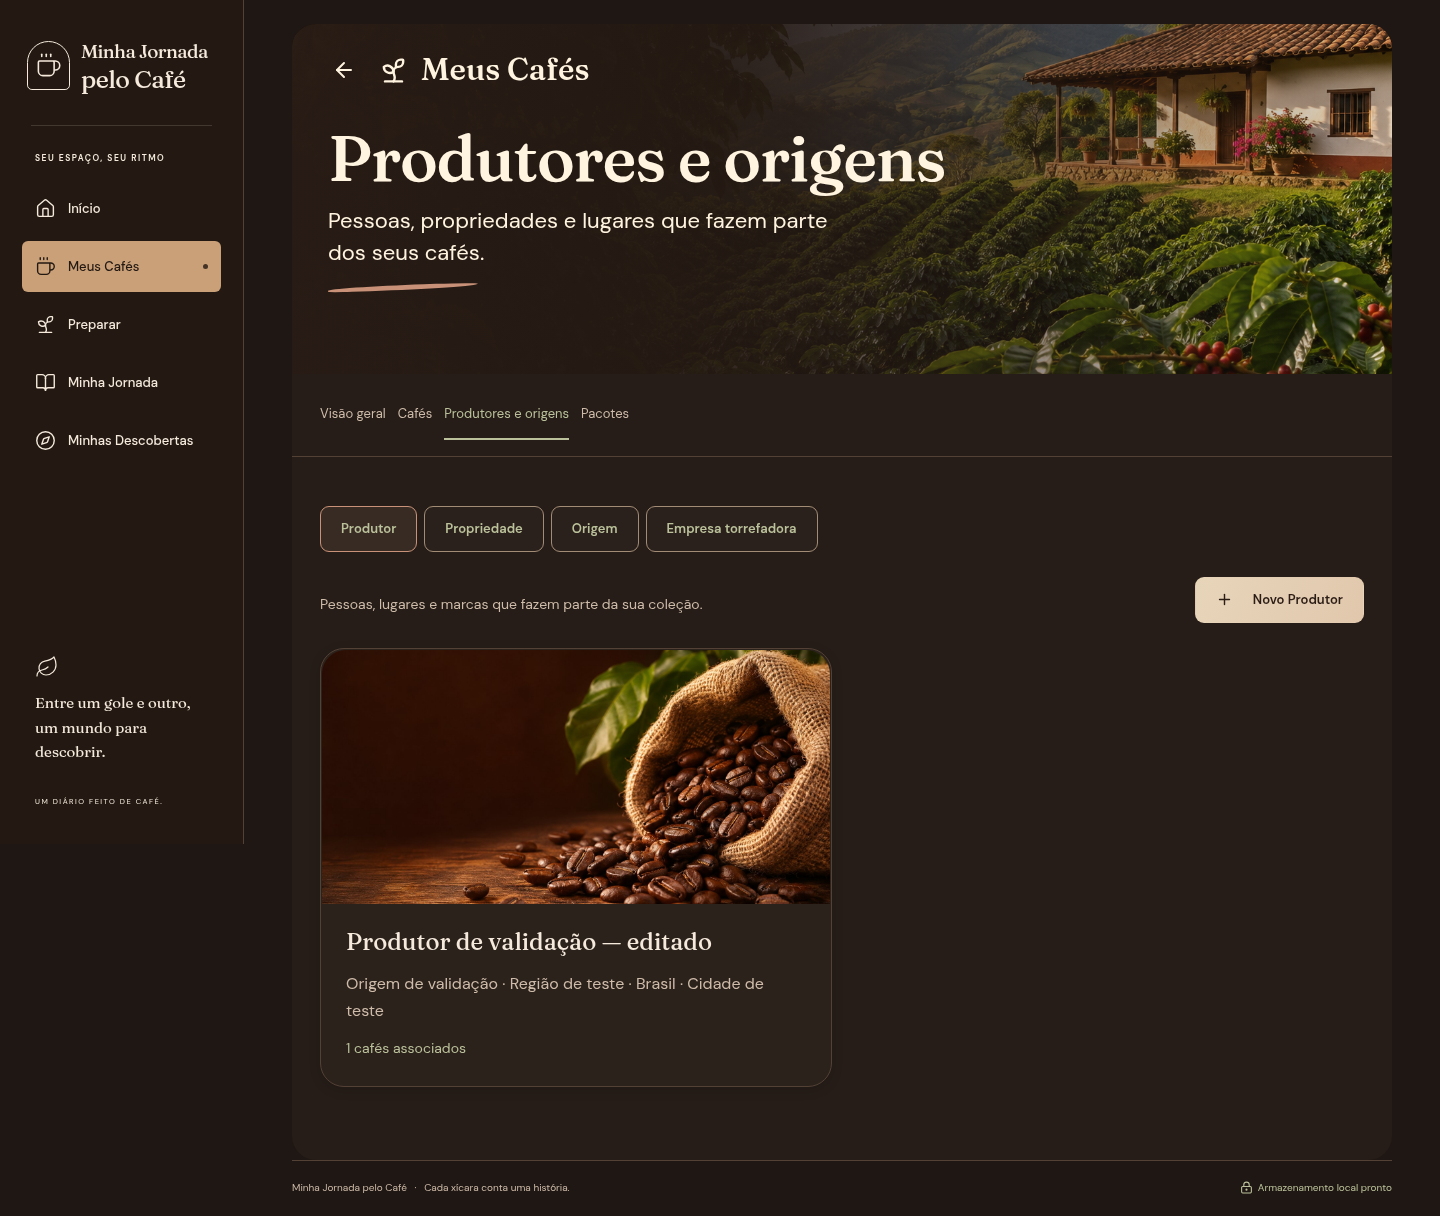 Minha Jornada
pelo Café
SEU ESPAÇO, SEU RITMO
Início
Meus Cafés
Preparar
Minha Jornada
Minhas Descobertas
Entre um gole e outro,
um mundo para
descobrir.
UM DIÁRIO FEITO DE CAFÉ.
Meus Cafés
Produtores e origens
Pessoas, propriedades e lugares que fazem parte
dos seus cafés.
Visão geral Cafés Produtores e origens Pacotes
Produtor Propriedade Origem Empresa torrefadora
Pessoas, lugares e marcas que fazem parte da sua coleção.
Novo Produtor
Produtor de validação — editado
Origem de validação · Região de teste · Brasil · Cidade de
teste
1 cafés associados
Minha Jornada pelo Café · Cada xícara conta uma história.
Armazenamento local pronto